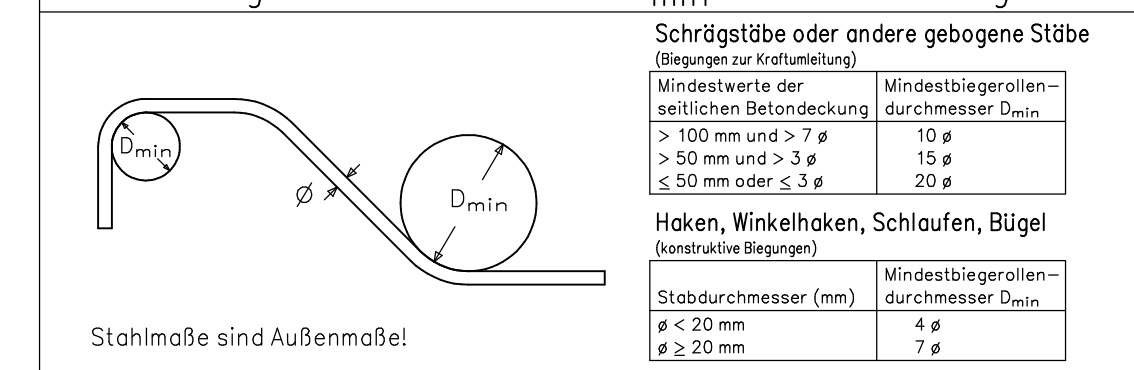 Schrägstäbe oder andere gebogene Stäbe
(Biegungen zur Kraftumleitung)
Mindestwerte der seitlichen Betondeckung
Mindestbiegerollen-
durchmesser Dmin
> 100 mm und > 7 ø 10 ø
> 50 mm und > 3 ø 15 ø
≤ 50 mm oder ≤ 3 ø 20 ø
Haken, Winkelhaken, Schlaufen, Bügel
(konstruktive Biegungen)
Stabdurchmesser (mm)
Mindestbiegerollen-
durchmesser Dmin
ø < 20 mm 4 ø
ø ≥ 20 mm 7 ø
Dmin
Ø
Dmin
Stahlmaße sind Außenmaße!